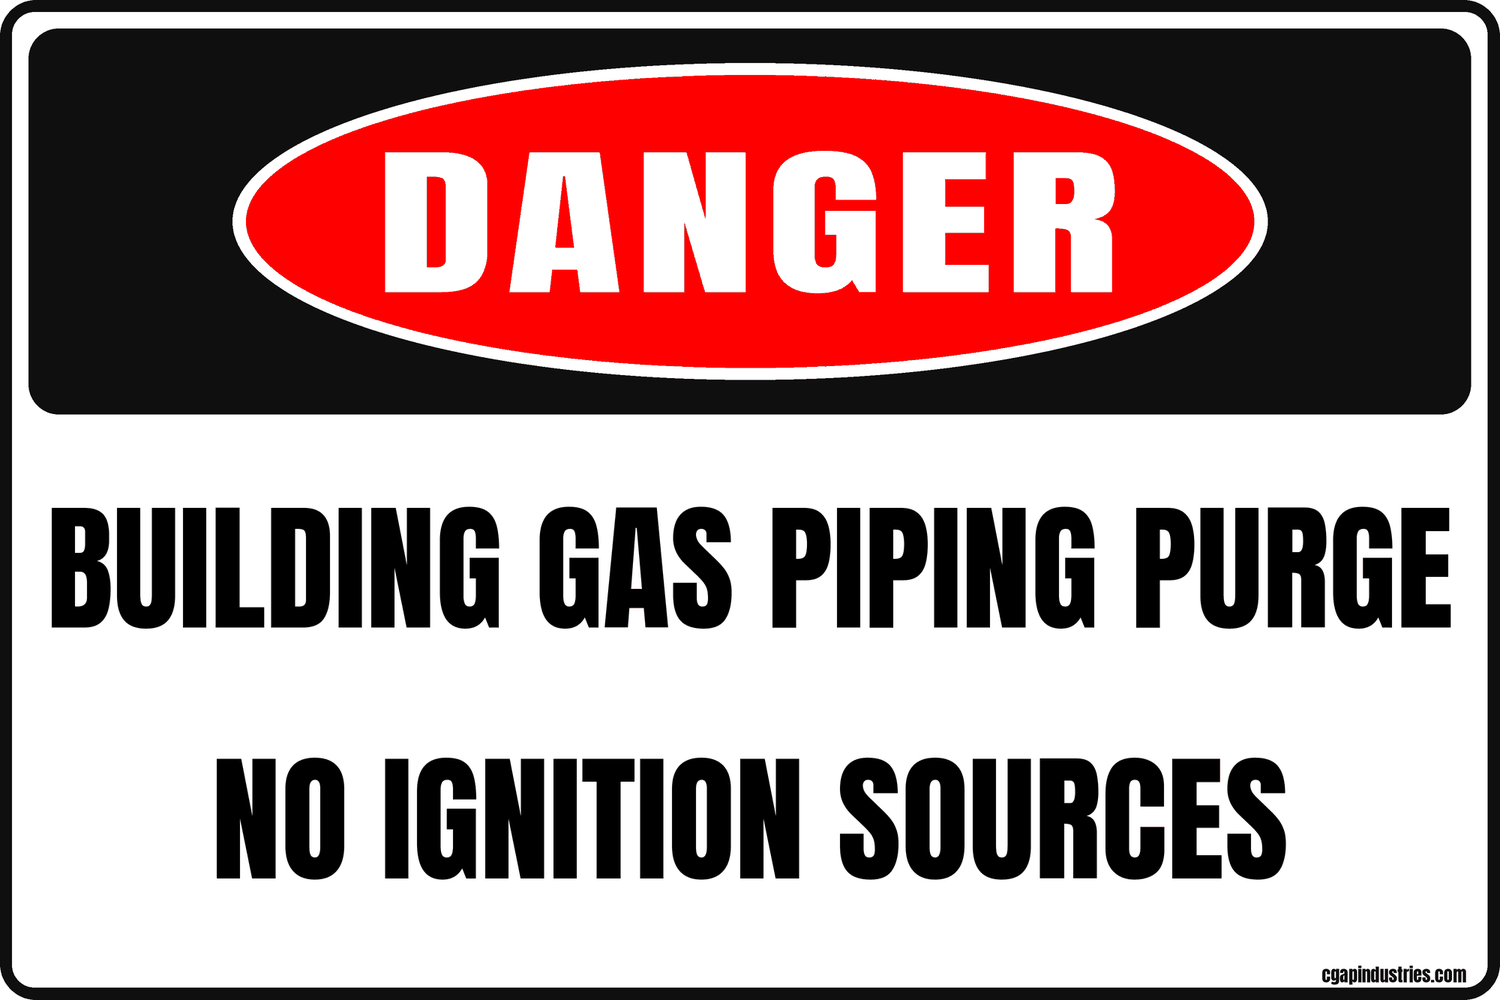 DANGER
BUILDING GAS PIPING PURGE
NO IGNITION SOURCES
cgapindustries.com